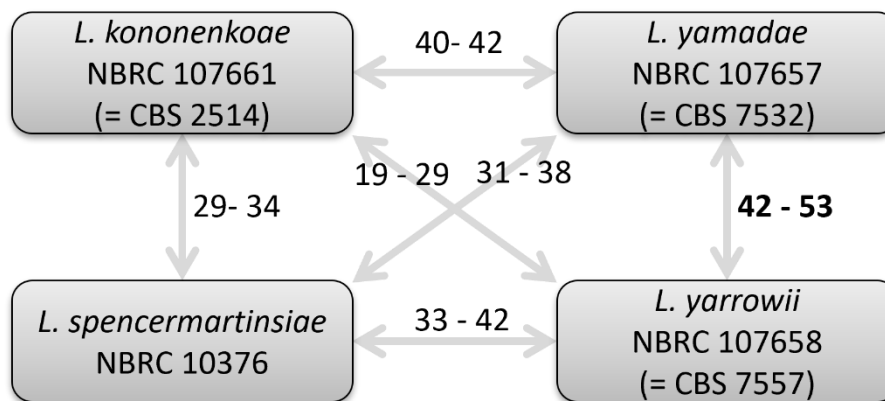 L. kononenkoae
NBRC 107661
(= CBS 2514)
40- 42
L. yamadae
NBRC 107657
(= CBS 7532)
29- 34
19 - 29
31 - 38
42 - 53
L. spencermartinsiae
NBRC 10376
33 - 42
L. yarrowii
NBRC 107658
(= CBS 7557)